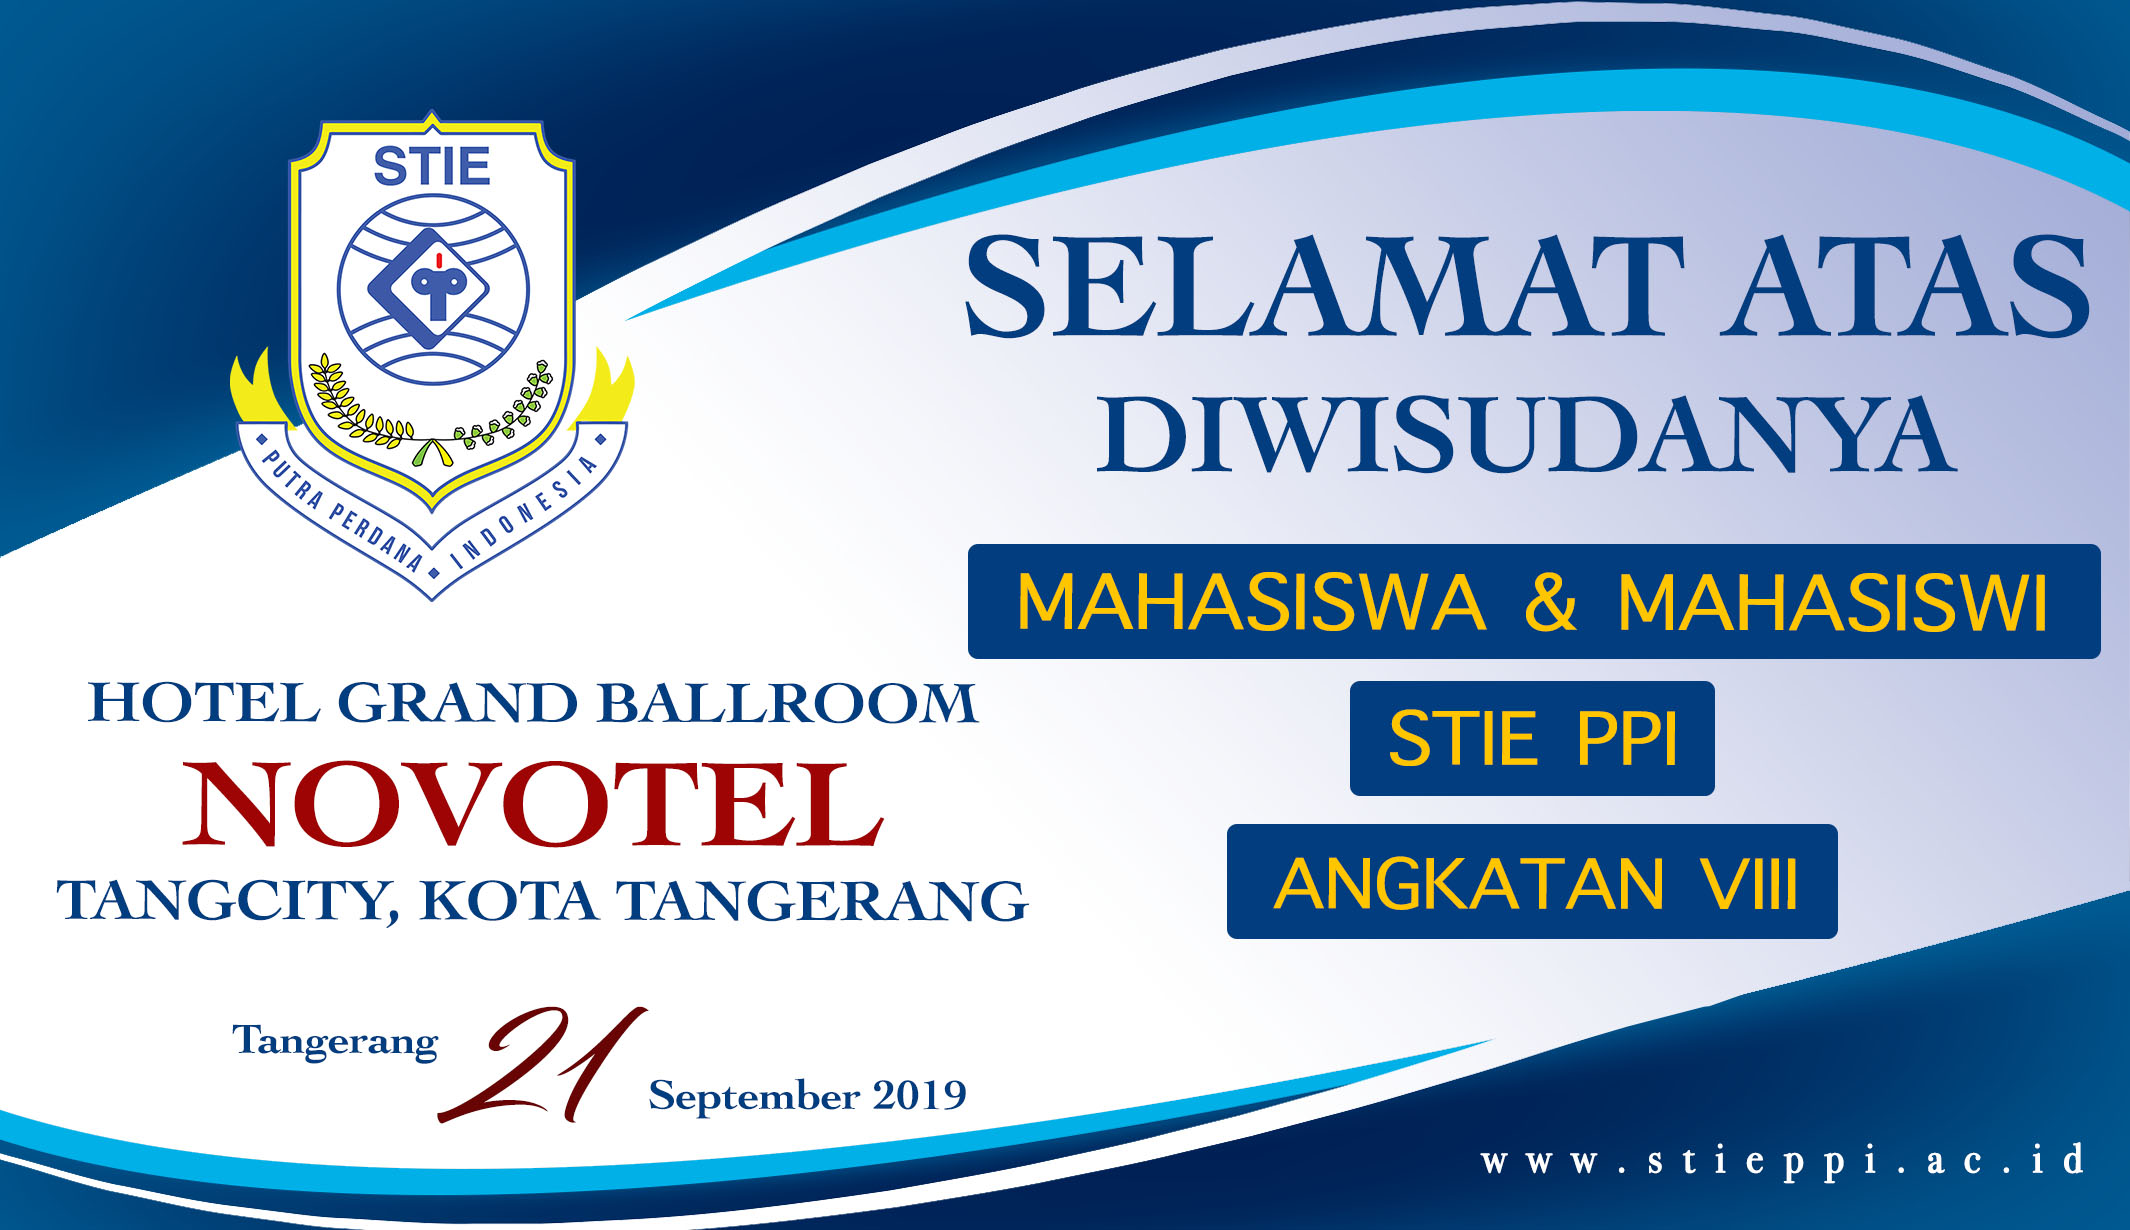 STIE
PUTRA PERDANA INDONESIA
HOTEL GRAND BALLROOM
NOVOTEL
TANGCITY, KOTA TANGERANG
Tangerang 21 September 2019
SELAMAT ATAS
DIWISUDANYA
MAHASISWA & MAHASISWI
STIE PPI
ANGKATAN VIII
www.stieppi.ac.id